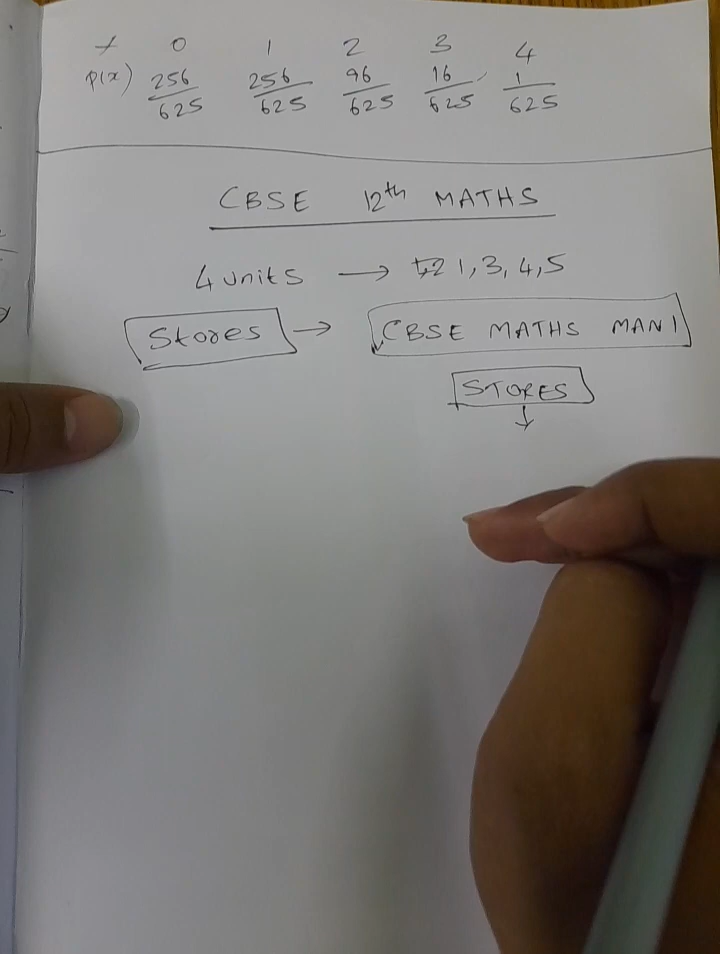 x 0 1 2 3 4
p(x) 256/625 256/625 96/625 16/625 1/625
CBSE 12th MATHS
4 units → 1, 3, 4, 5
Stores → CBSE MATHS MANI
STORES
↓